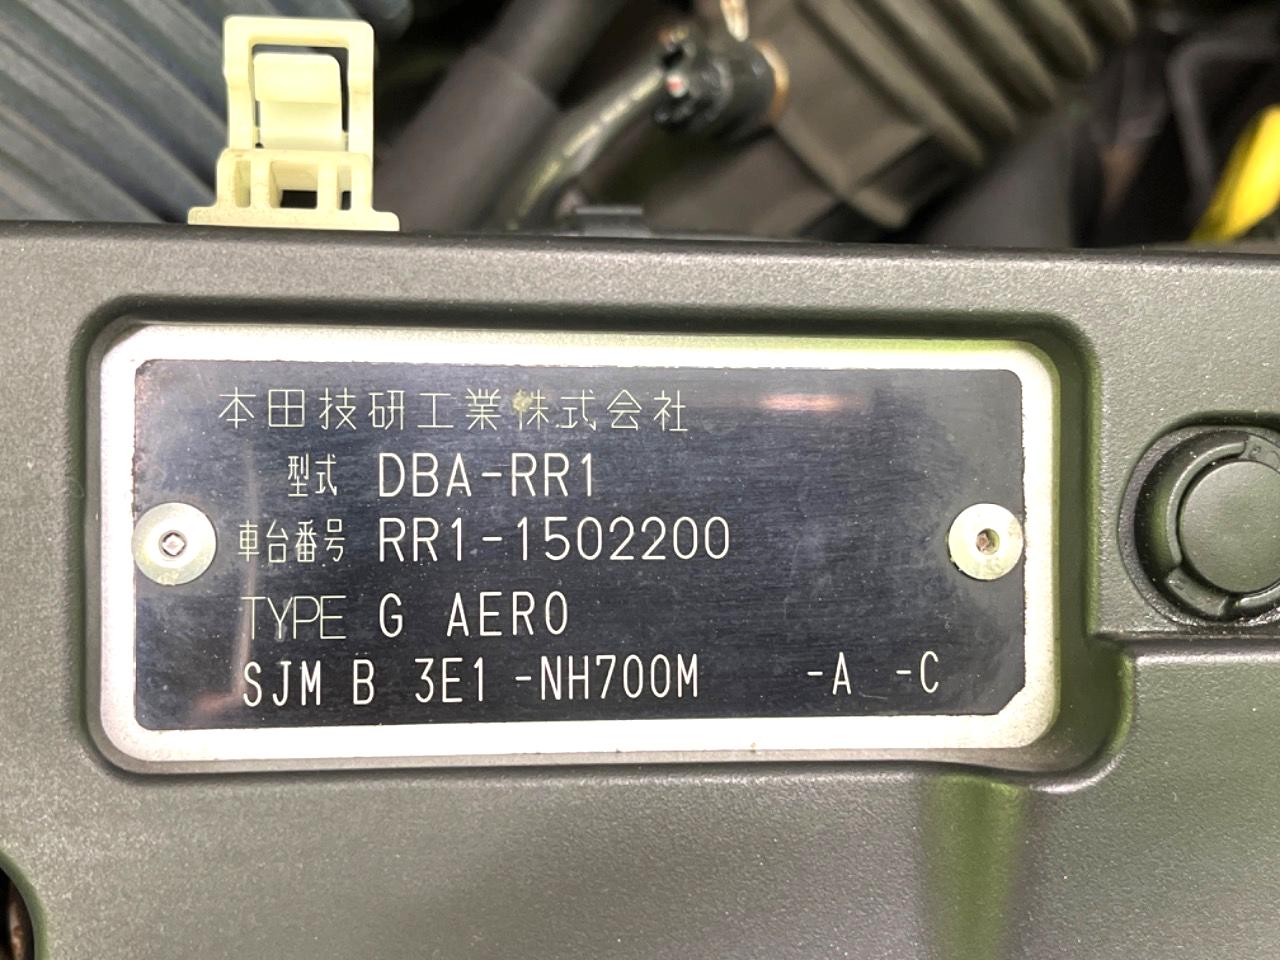 本田技研工業株式会社
型式 DBA-RR1
車台番号 RR1-1502200
TYPE G AERO
SJM B 3E1 -NH700M -A -C